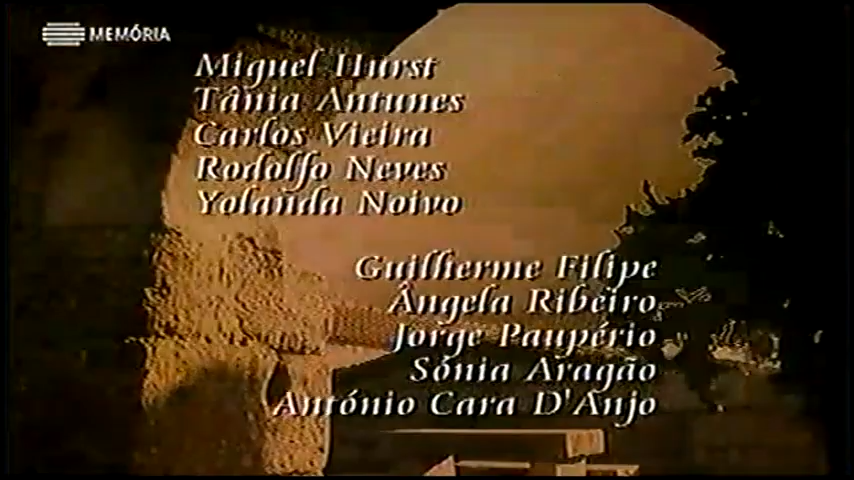 MEMÓRIA
Miguel Hurst
Tânia Antunes
Carlos Vieira
Rodolfo Neves
Yolanda Noivo
Guilherme Filipe
Ângela Ribeiro
Jorge Paupério
Sónia Aragão
António Cara D'Anjo